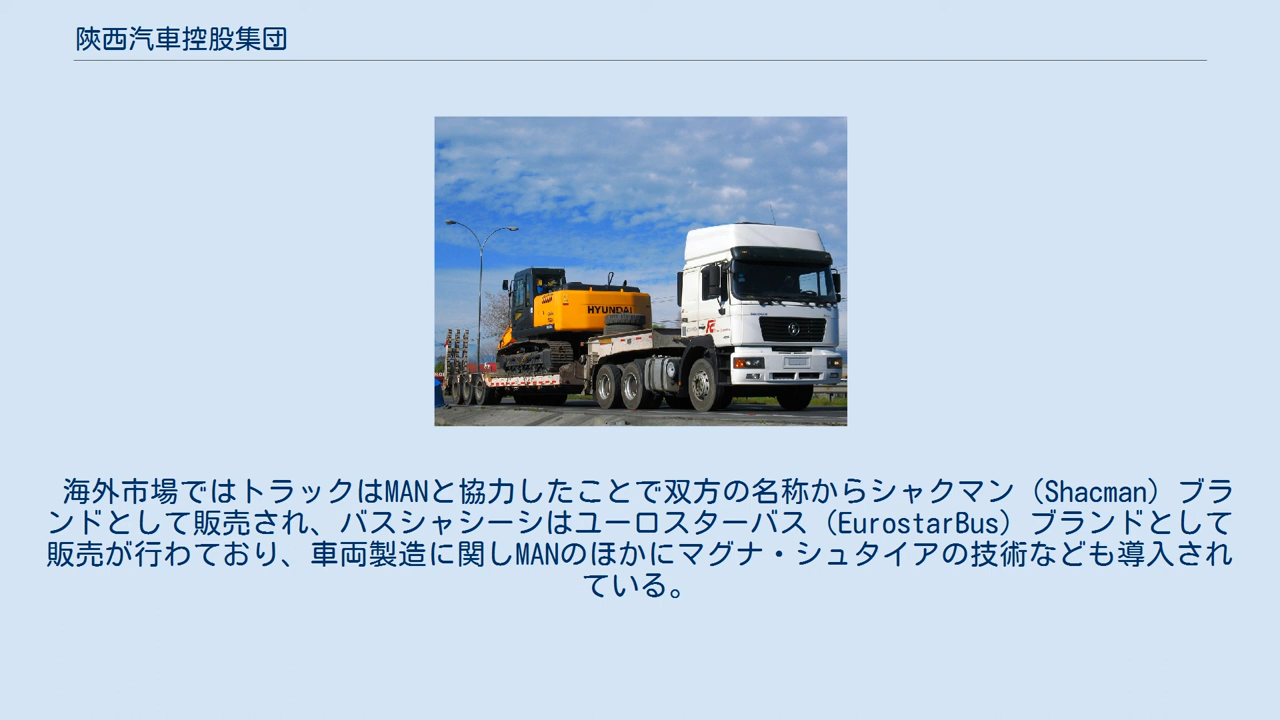 陝西汽車控股集団
HYUNDAI
海外市場ではトラックはMANと協力したことで双方の名称からシャクマン（Shacman）ブラ
ンドとして販売され、バスシャシーシはユーロスターバス（EurostarBus）ブランドとして
販売が行わており、車両製造に関しMANのほかにマグナ・シュタイアの技術なども導入され
ている。